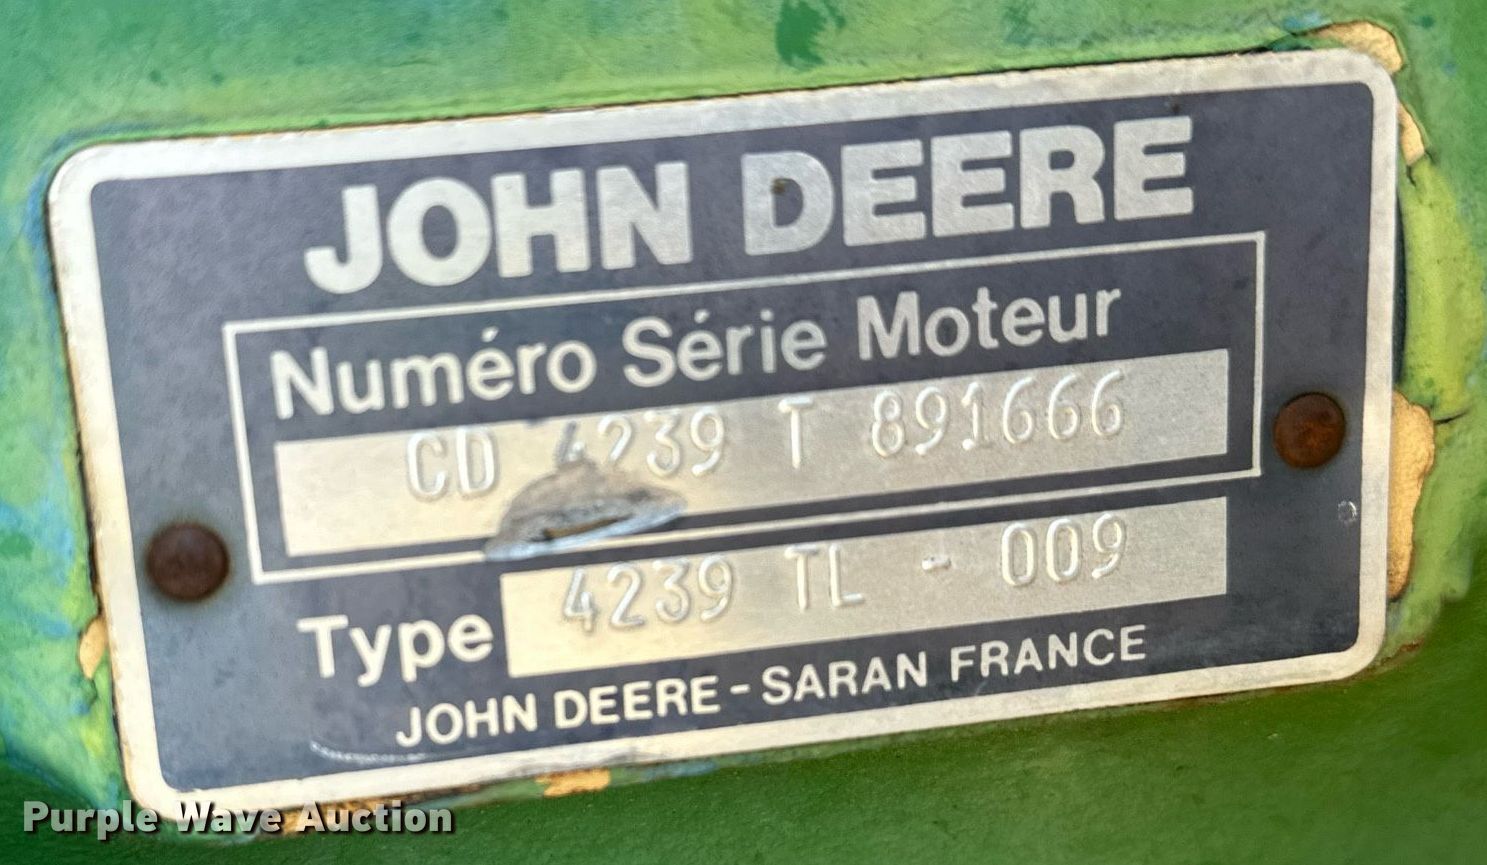 JOHN DEERE
Numéro Série Moteur
CD 4239 T 891666
Type 4239 TL - 009
JOHN DEERE - SARAN FRANCE
Purple Wave Auction